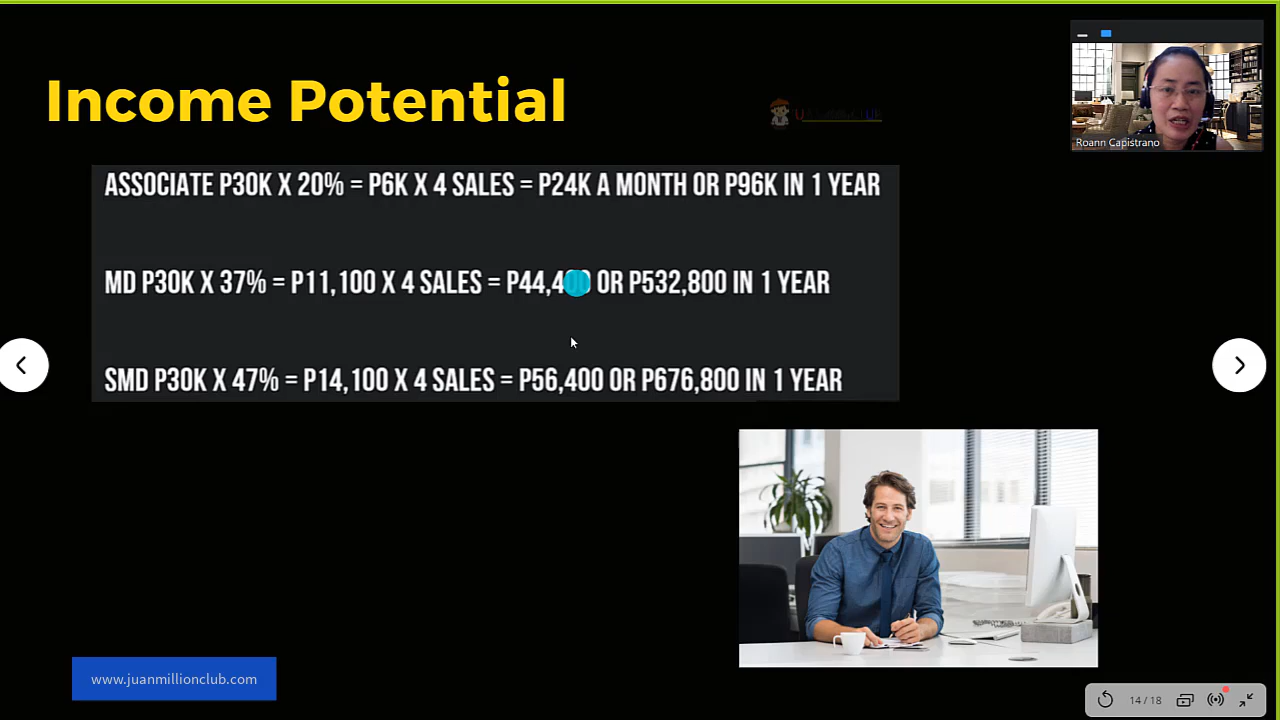 Income Potential
Roann Capistrano
ASSOCIATE P30K X 20% = P6K X 4 SALES = P24K A MONTH OR P96K IN 1 YEAR
MD P30K X 37% = P11,100 X 4 SALES = P44,400 OR P532,800 IN 1 YEAR
SMD P30K X 47% = P14,100 X 4 SALES = P56,400 OR P676,800 IN 1 YEAR
www.juanmillionclub.com
14 / 18